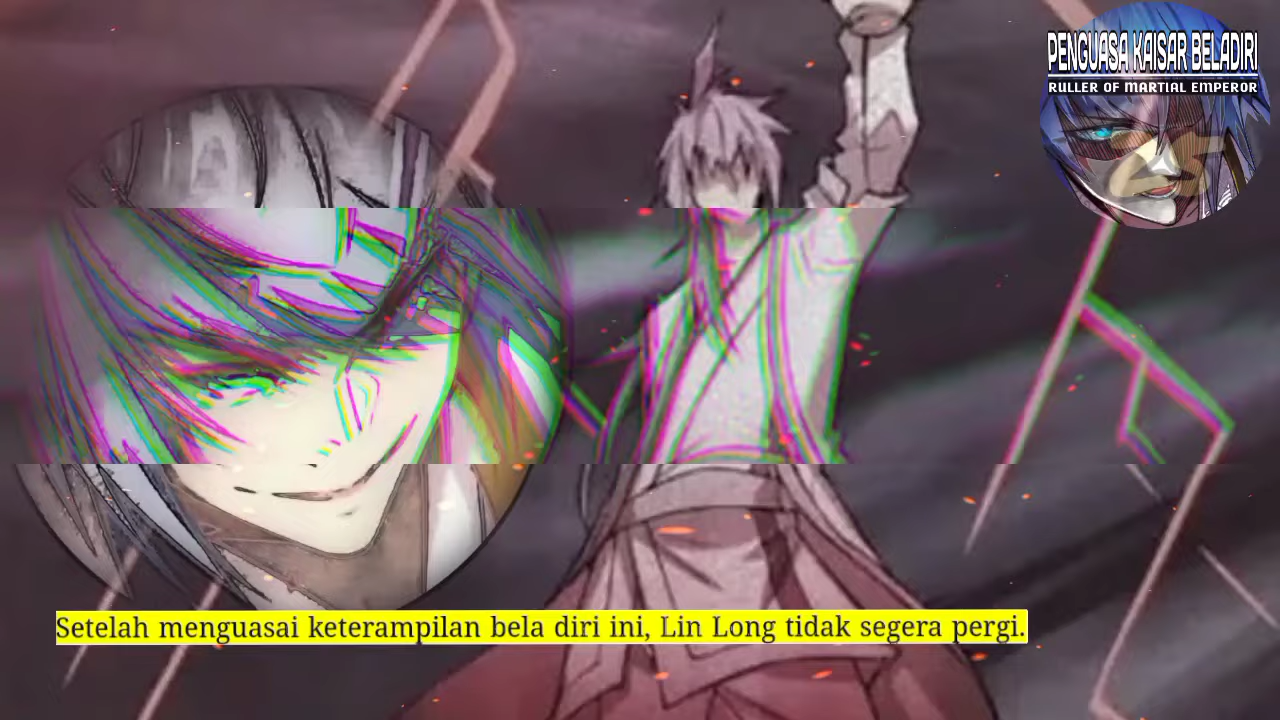 PENGUASA KAISAR BELADIRI
RULLER OF MARTIAL EMPEROR
Setelah menguasai keterampilan bela diri ini, Lin Long tidak segera pergi.